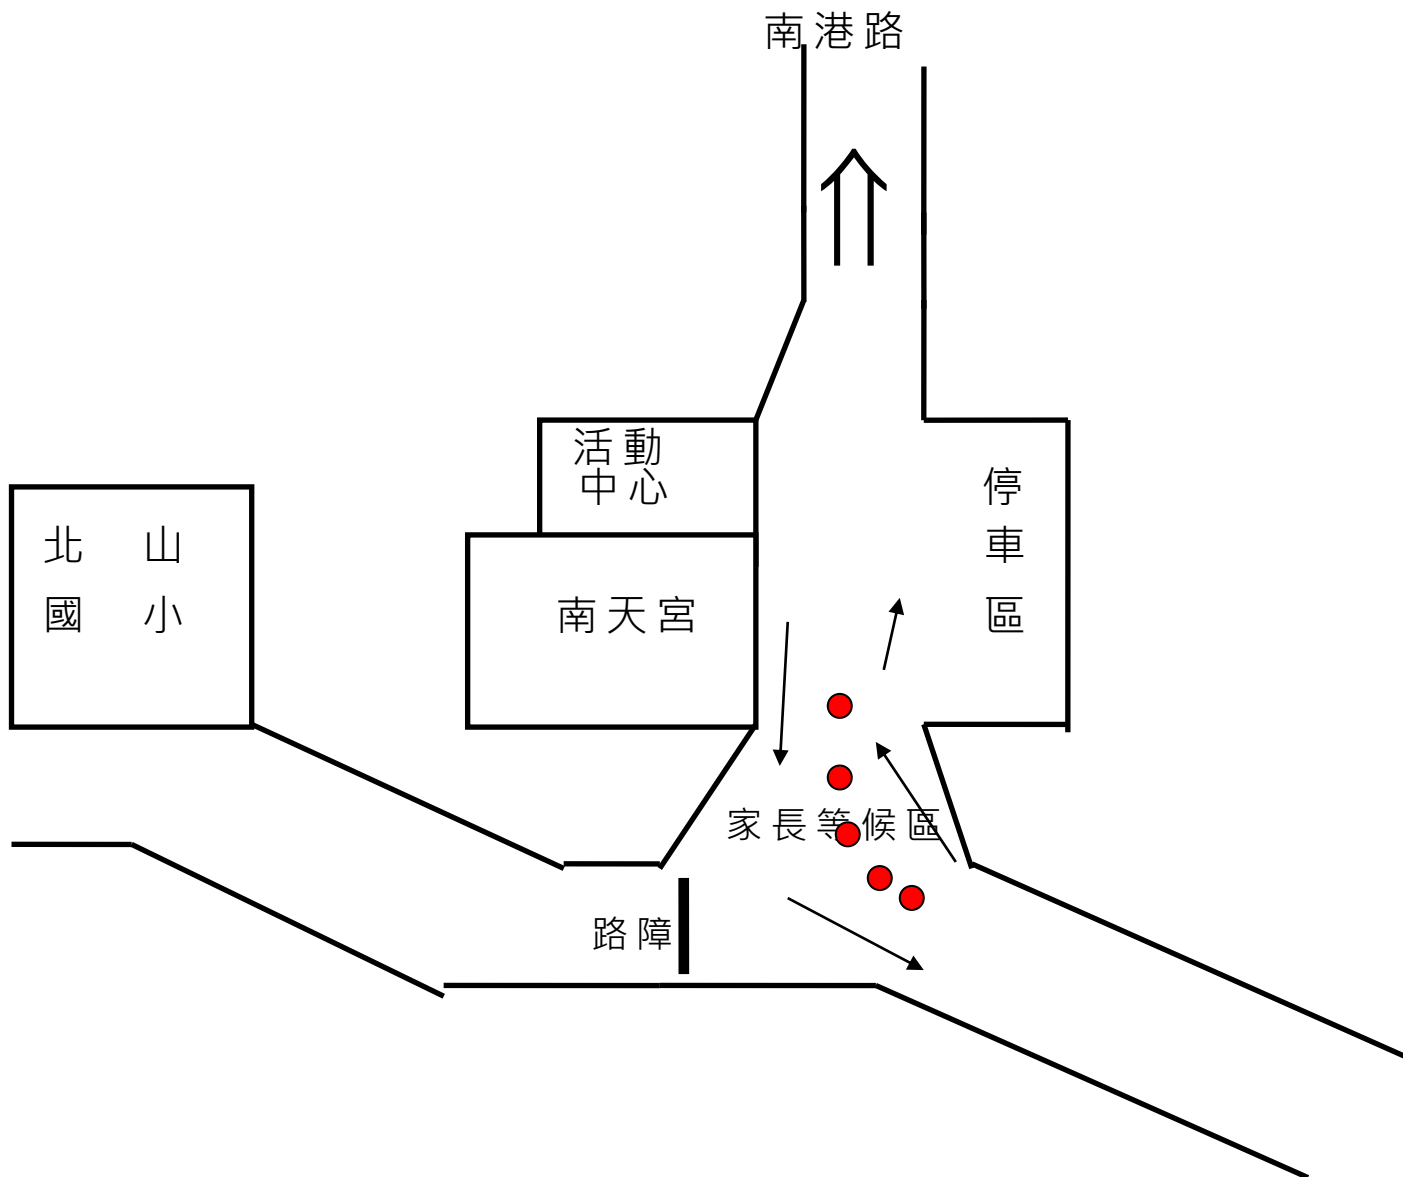 南港路
活動
中心
停
車
區
北 山
國 小
南天宮
家長等候區
路障